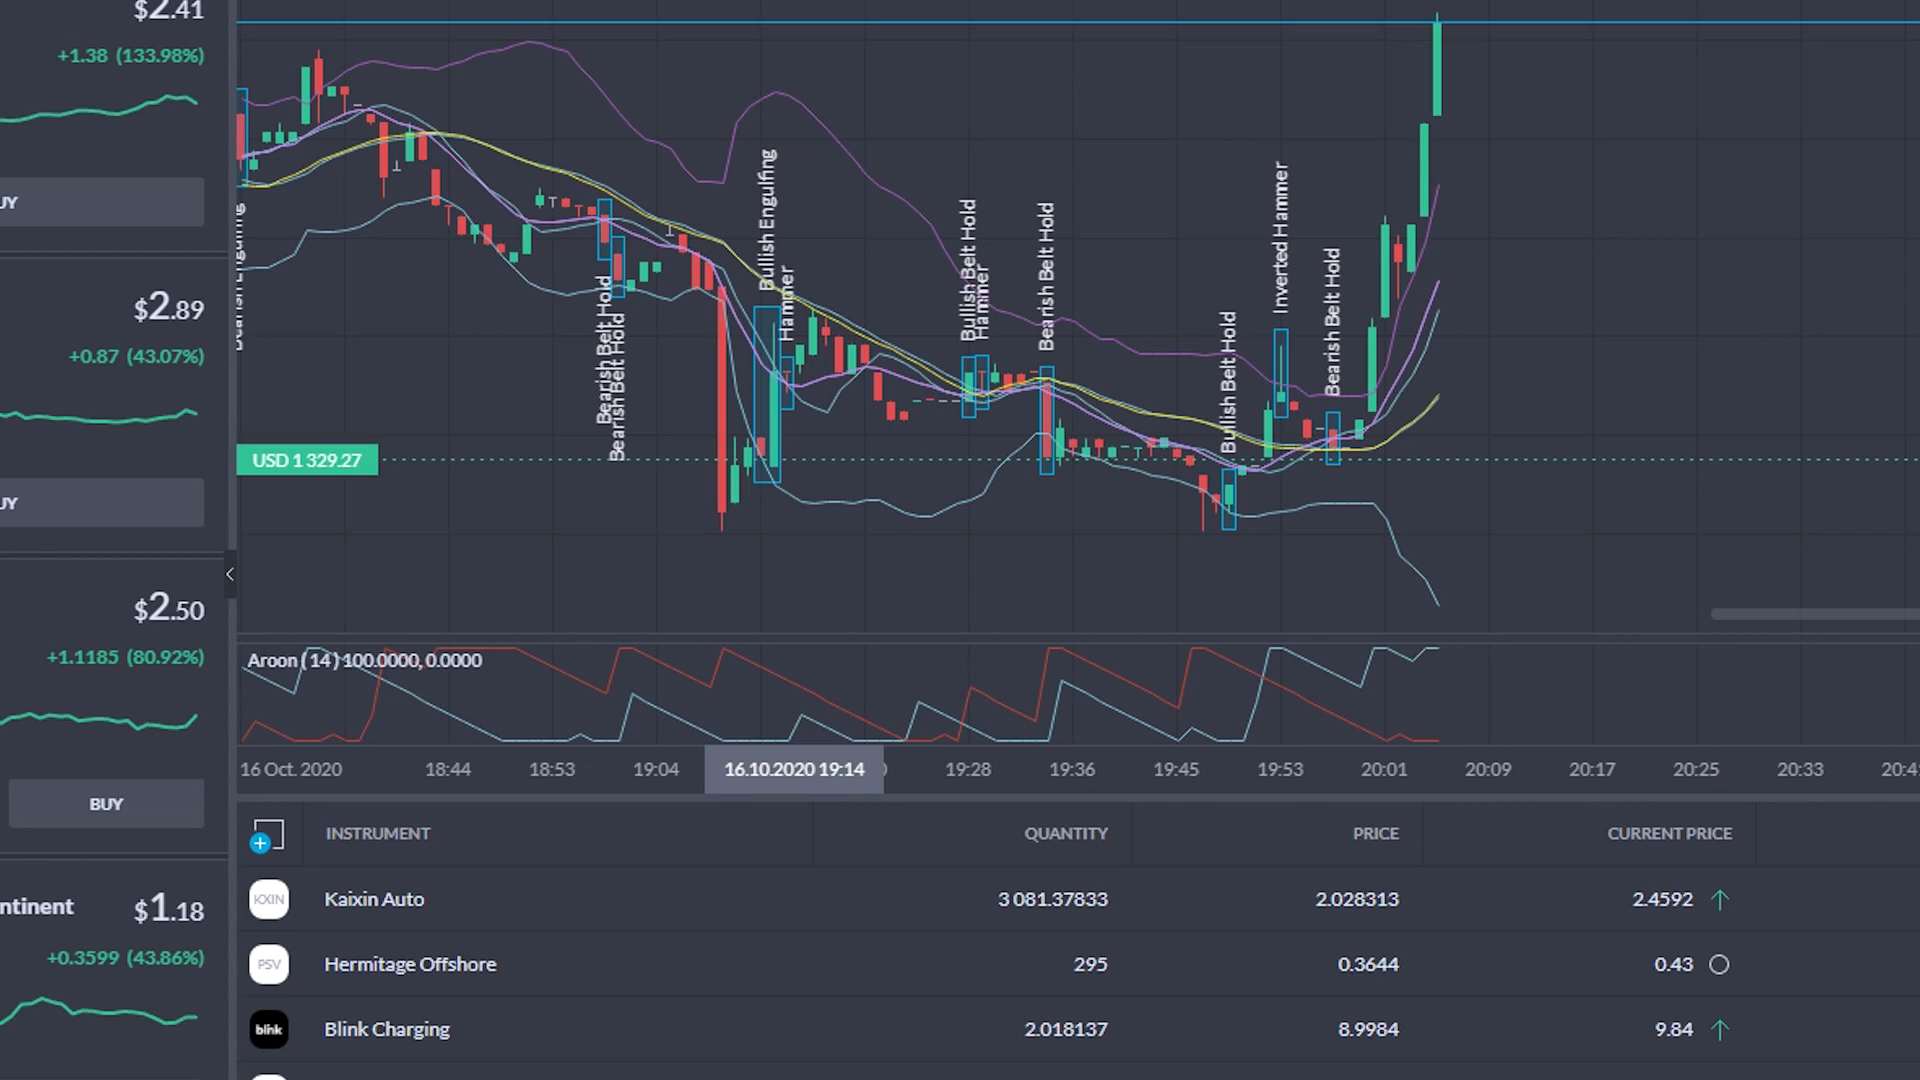 $2.41
+1.38 (133.98%)
UY
$2.89
+0.87 (43.07%)
UY
$2.50
+1.1185 (80.92%)
BUY
ntinent $1.18
+0.3599 (43.86%)
Bearish Engulfing
Bearish Belt Hold
Bearish Belt Hold
Bullish Engulfing
Hammer
Bullish Belt Hold
Hammer
Bearish Belt Hold
Bullish Belt Hold
Inverted Hammer
Bearish Belt Hold
USD 1 329.27
Aroon (14) 100.0000, 0.0000
16 Oct. 2020 18:44 18:53 19:04 16.10.2020 19:14 19:28 19:36 19:45 19:53 20:01 20:09 20:17 20:25 20:33 20:4
INSTRUMENT QUANTITY PRICE CURRENT PRICE
KXIN Kaixin Auto 3 081.37833 2.028313 2.4592
PSV Hermitage Offshore 295 0.3644 0.43
blink Blink Charging 2.018137 8.9984 9.84